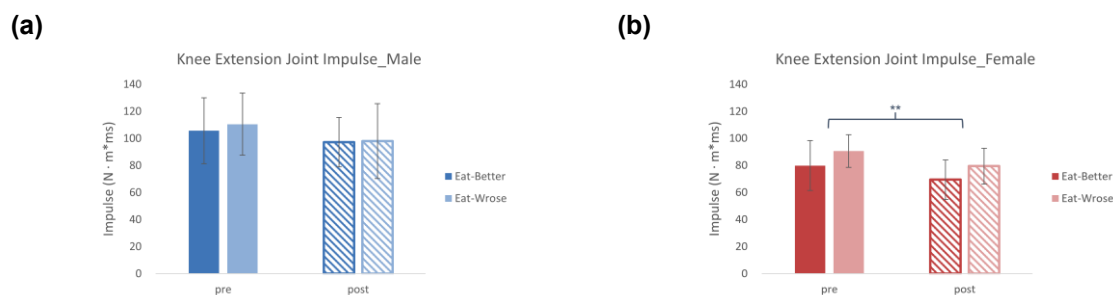 (a)
Knee Extension Joint Impulse_Male
140
120
100
80
60
40
20
0
Impulse (N · m*ms)
pre
post
Eat-Better
Eat-Wrose
(b)
Knee Extension Joint Impulse_Female
140
120
100
80
60
40
20
0
Impulse (N · m*ms)
**
pre
post
Eat-Better
Eat-Wrose